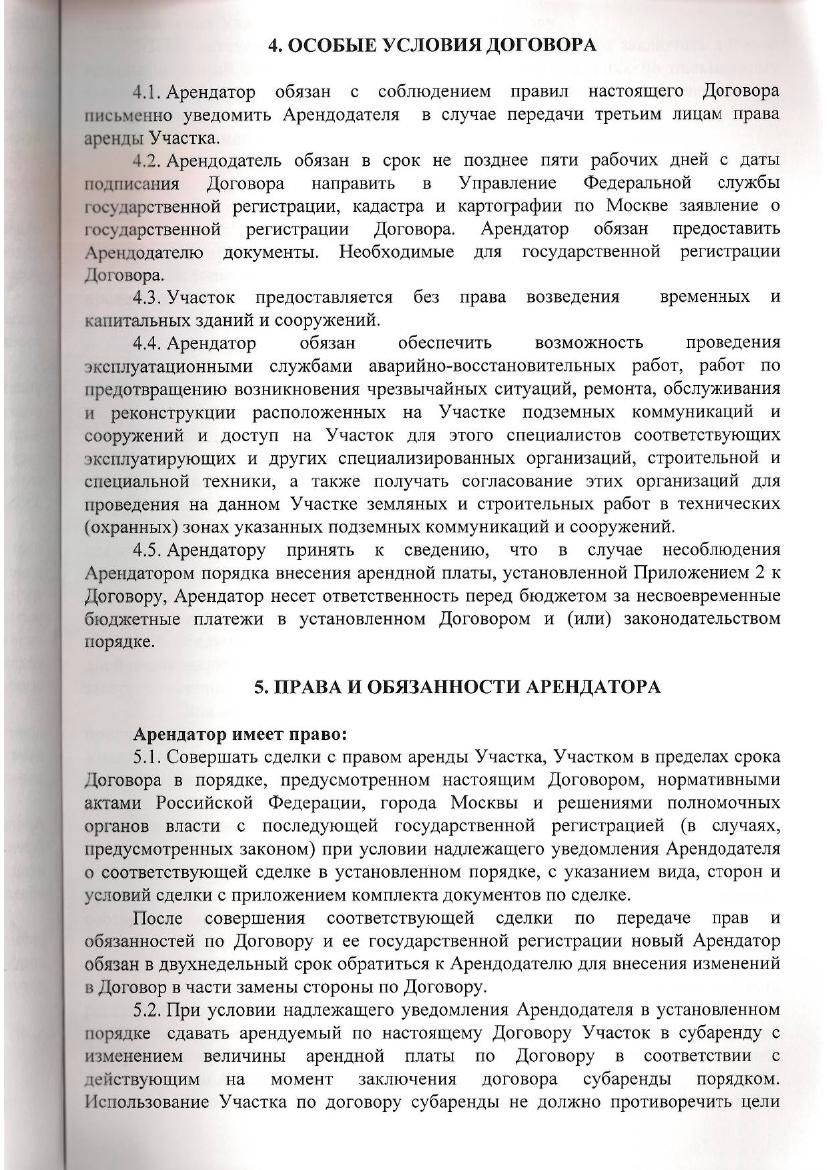 4. ОСОБЫЕ УСЛОВИЯ ДОГОВОРА
4.1. Арендатор обязан с соблюдением правил настоящего Договора
письменно уведомить Арендодателя в случае передачи третьим лицам права
аренды Участка.
4.2. Арендодатель обязан в срок не позднее пяти рабочих дней с даты
подписания Договора направить в Управление Федеральной службы
государственной регистрации, кадастра и картографии по Москве заявление о
государственной регистрации Договора. Арендатор обязан предоставить
Арендодателю документы. Необходимые для государственной регистрации
Договора.
4.3. Участок предоставляется без права возведения временных и
капитальных зданий и сооружений.
4.4. Арендатор обязан обеспечить возможность проведения
эксплуатационными службами аварийно-восстановительных работ, работ по
предотвращению возникновения чрезвычайных ситуаций, ремонта, обслуживания
и реконструкции расположенных на Участке подземных коммуникаций и
сооружений и доступ на Участок для этого специалистов соответствующих
эксплуатирующих и других специализированных организаций, строительной и
специальной техники, а также получать согласование этих организаций для
проведения на данном Участке земляных и строительных работ в технических
(охранных) зонах указанных подземных коммуникаций и сооружений.
4.5. Арендатору принять к сведению, что в случае несоблюдения
Арендатором порядка внесения арендной платы, установленной Приложением 2 к
Договору, Арендатор несет ответственность перед бюджетом за несвоевременные
бюджетные платежи в установленном Договором и (или) законодательством
порядке.
5. ПРАВА И ОБЯЗАННОСТИ АРЕНДАТОРА
Арендатор имеет право:
5.1. Совершать сделки с правом аренды Участка, Участком в пределах срока
Договора в порядке, предусмотренном настоящим Договором, нормативными
актами Российской Федерации, города Москвы и решениями полномочных
органов власти с последующей государственной регистрацией (в случаях,
предусмотренных законом) при условии надлежащего уведомления Арендодателя
о соответствующей сделке в установленном порядке, с указанием вида, сторон и
условий сделки с приложением комплекта документов по сделке.
После совершения соответствующей сделки по передаче прав и
обязанностей по Договору и ее государственной регистрации новый Арендатор
обязан в двухнедельный срок обратиться к Арендодателю для внесения изменений
в Договор в части замены стороны по Договору.
5.2. При условии надлежащего уведомления Арендодателя в установленном
порядке сдавать арендуемый по настоящему Договору Участок в субаренду с
изменением величины арендной платы по Договору в соответствии с
действующим на момент заключения договора субаренды порядком.
Использование Участка по договору субаренды не должно противоречить цели